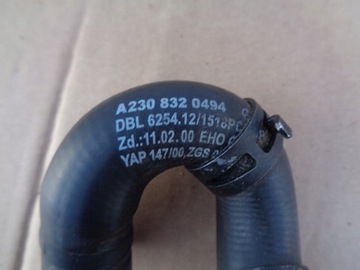 A230 832 0494
DBL 6254.12/1518PC
Zd.:11.02.00 EHO
YAP 147/00, ZGS